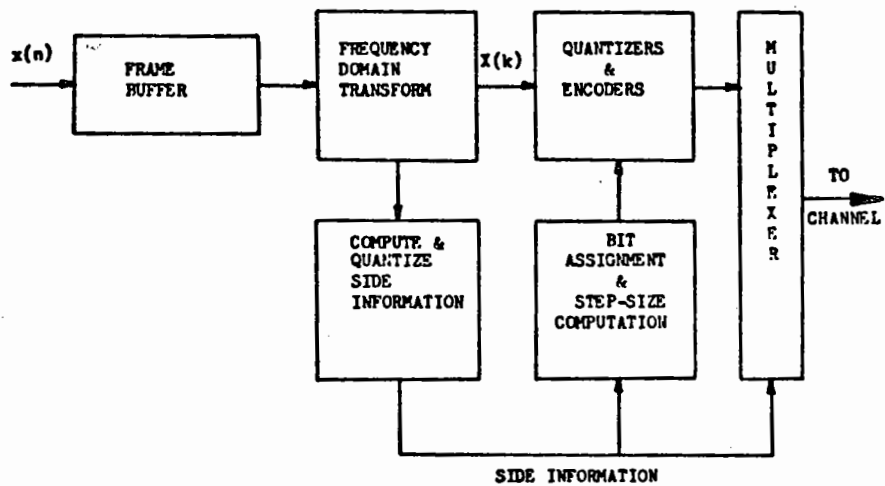 x(n)
FRAME
BUFFER
FREQUENCY
DOMAIN
TRANSFORM
X(k)
QUANTIZERS
&
ENCODERS
MULTIPLEXER
TO
CHANNEL
COMPUTE &
QUANTIZE
SIDE
INFORMATION
BIT
ASSIGNMENT
&
STEP-SIZE
COMPUTATION
SIDE INFORMATION